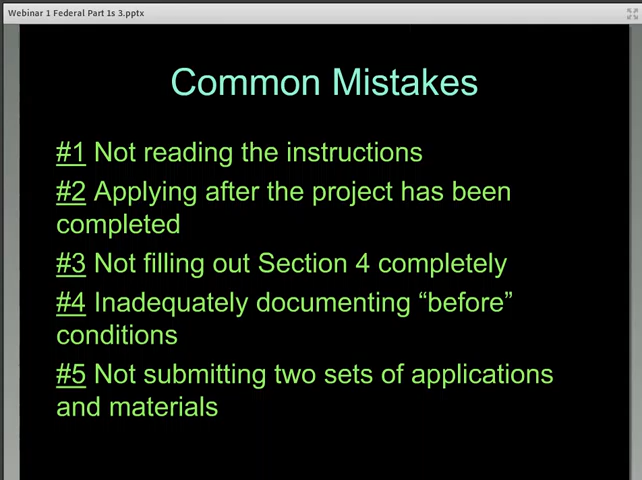 Webinar 1 Federal Part 1s 3.pptx
Common Mistakes
#1 Not reading the instructions
#2 Applying after the project has been
completed
#3 Not filling out Section 4 completely
#4 Inadequately documenting “before”
conditions
#5 Not submitting two sets of applications
and materials